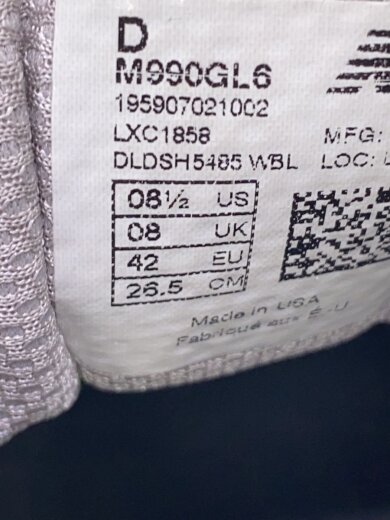 D
M990GL6
195907021002
LXC1858 MFG:
DLDSH5485 WBL LOC:
08½ US
08 UK
42 EU
26.5 CM
Made in USA
Fabriqué aux É.-U.